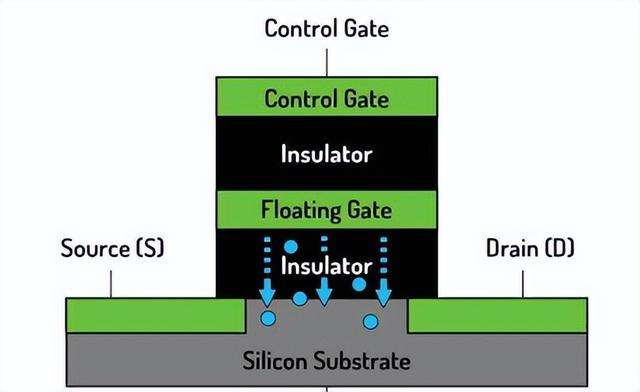 Control Gate
Control Gate
Insulator
Floating Gate
Source (S)
Insulator
Drain (D)
Silicon Substrate